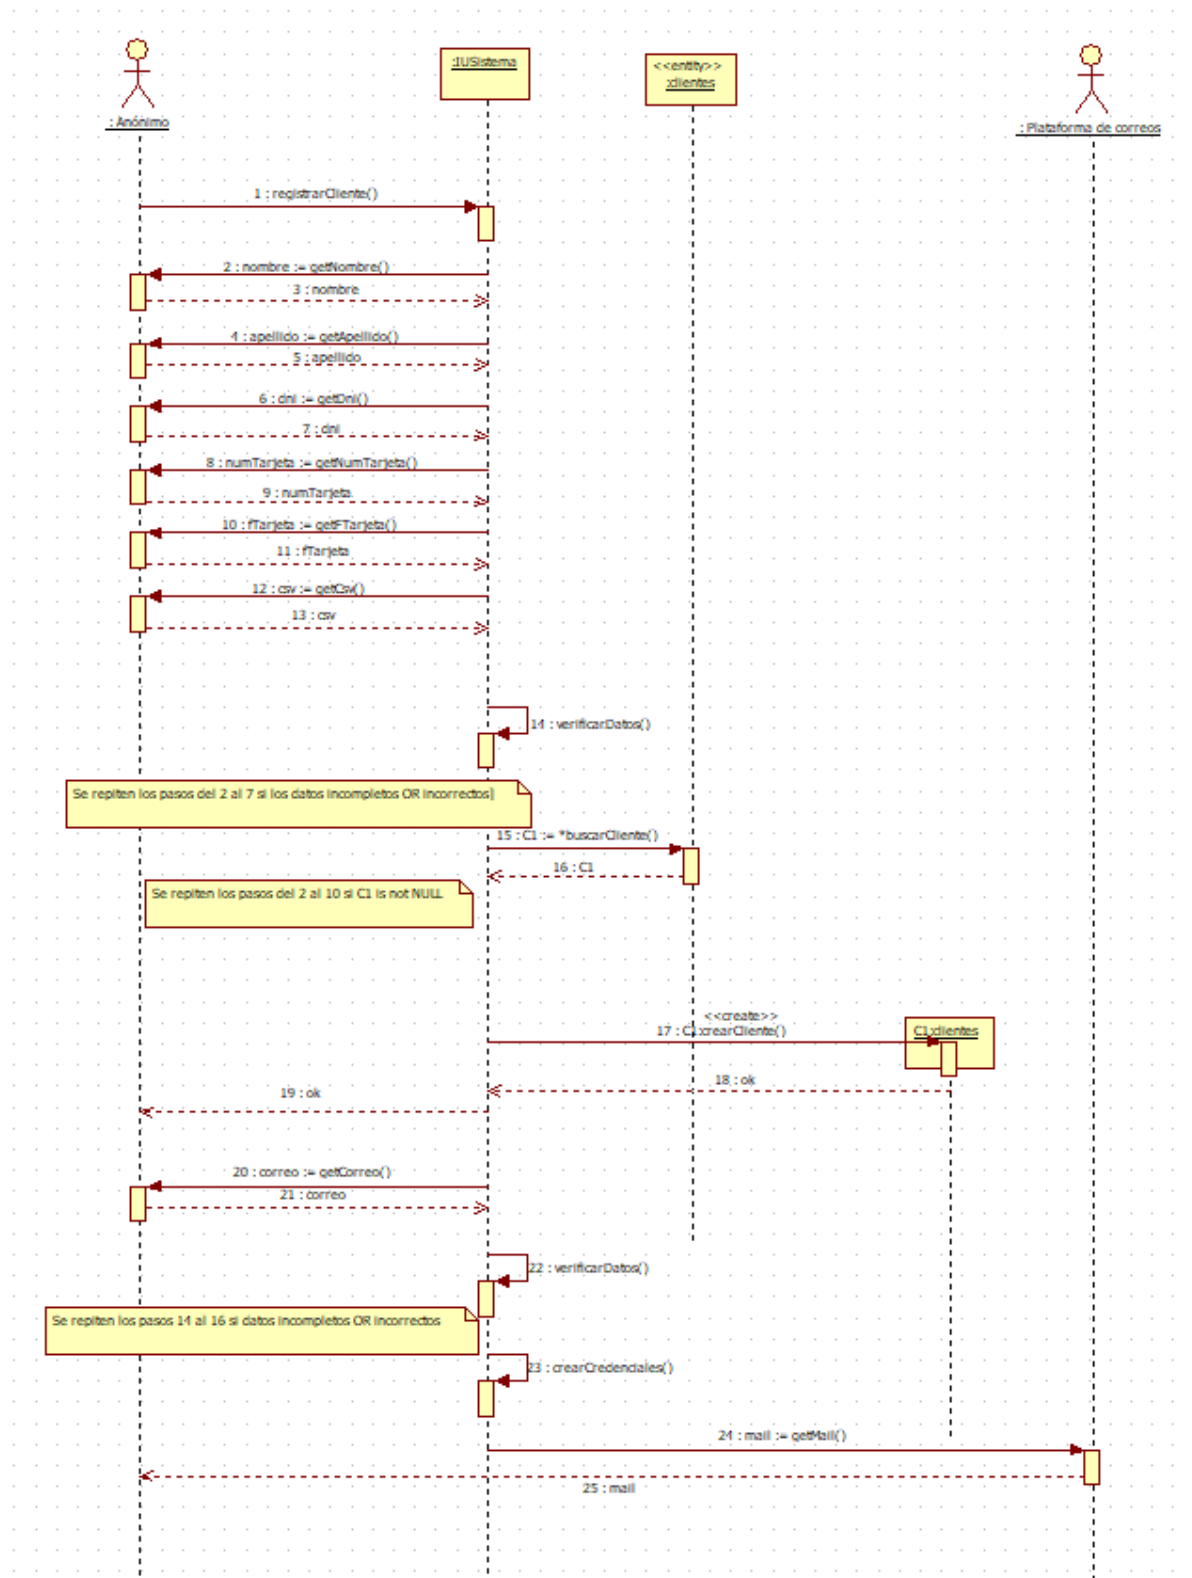 : Anónimo
:IUSistema
<<entity>>
:clientes
: Plataforma de correos
1 : registrarCliente()
2 : nombre := getNombre()
3 : nombre
4 : apellido := getApellido()
5 : apellido
6 : dni := getDni()
7 : dni
8 : numTarjeta := getNumTarjeta()
9 : numTarjeta
10 : fTarjeta := getFTarjeta()
11 : fTarjeta
12 : csv := getCsv()
13 : csv
14 : verificarDatos()
Se repiten los pasos del 2 al 7 si los datos incompletos OR incorrectos]
15 : C1 := *buscarCliente()
16 : C1
Se repiten los pasos del 2 al 10 si C1 is not NULL
<<create>>
17 : C1:crearCliente()
C1:clientes
18 : ok
19 : ok
20 : correo := getCorreo()
21 : correo
22 : verificarDatos()
Se repiten los pasos 14 al 16 si datos incompletos OR incorrectos
23 : crearCredenciales()
24 : mail := getMail()
25 : mail